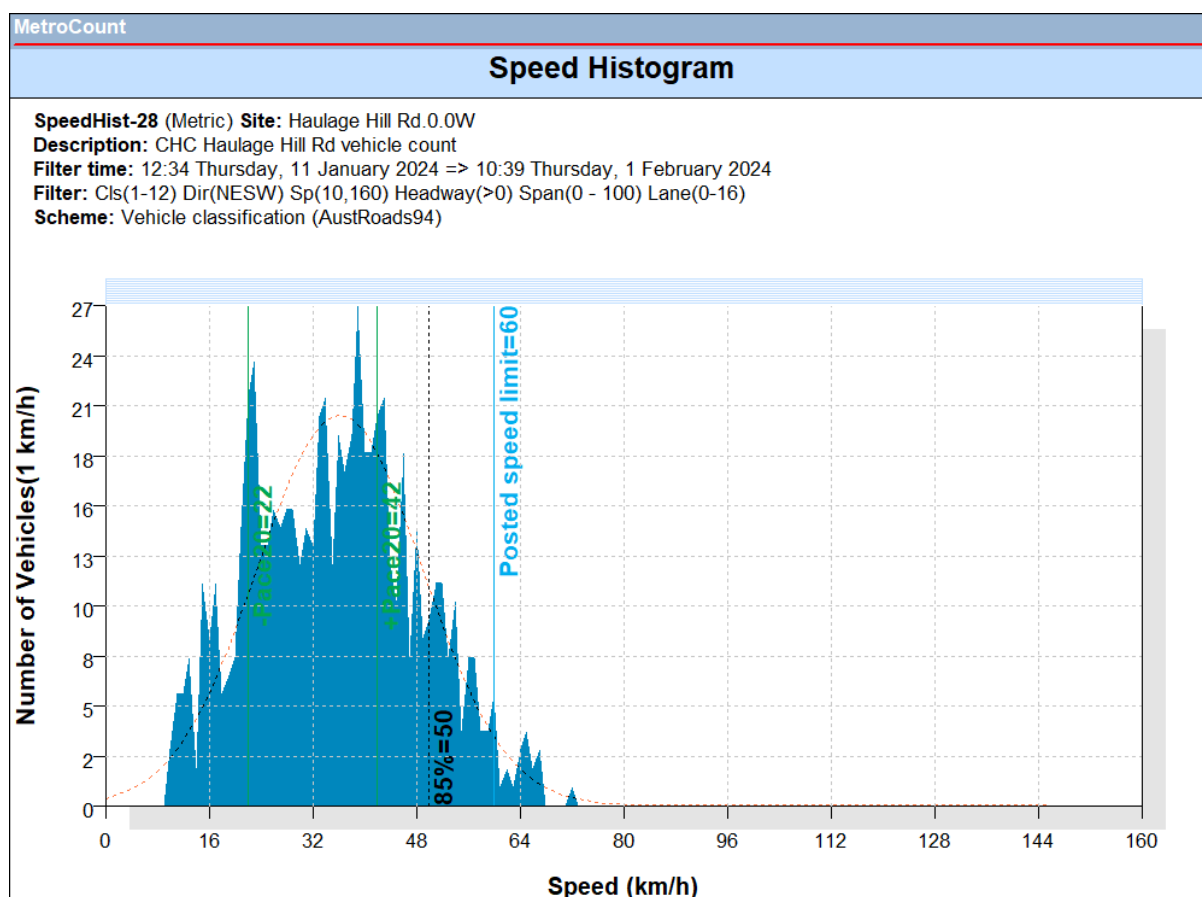 MetroCount
Speed Histogram
SpeedHist-28 (Metric) Site: Haulage Hill Rd.0.0W
Description: CHC Haulage Hill Rd vehicle count
Filter time: 12:34 Thursday, 11 January 2024 => 10:39 Thursday, 1 February 2024
Filter: Cls(1-12) Dir(NESW) Sp(10,160) Headway(>0) Span(0 - 100) Lane(0-16)
Scheme: Vehicle classification (AustRoads94)
Number of Vehicles(1 km/h)
27
24
21
18
16
13
10
8
5
2
0
-Pace20=22
+Pace20=42
85%=50
Posted speed limit=60
0 16 32 48 64 80 96 112 128 144 160
Speed (km/h)